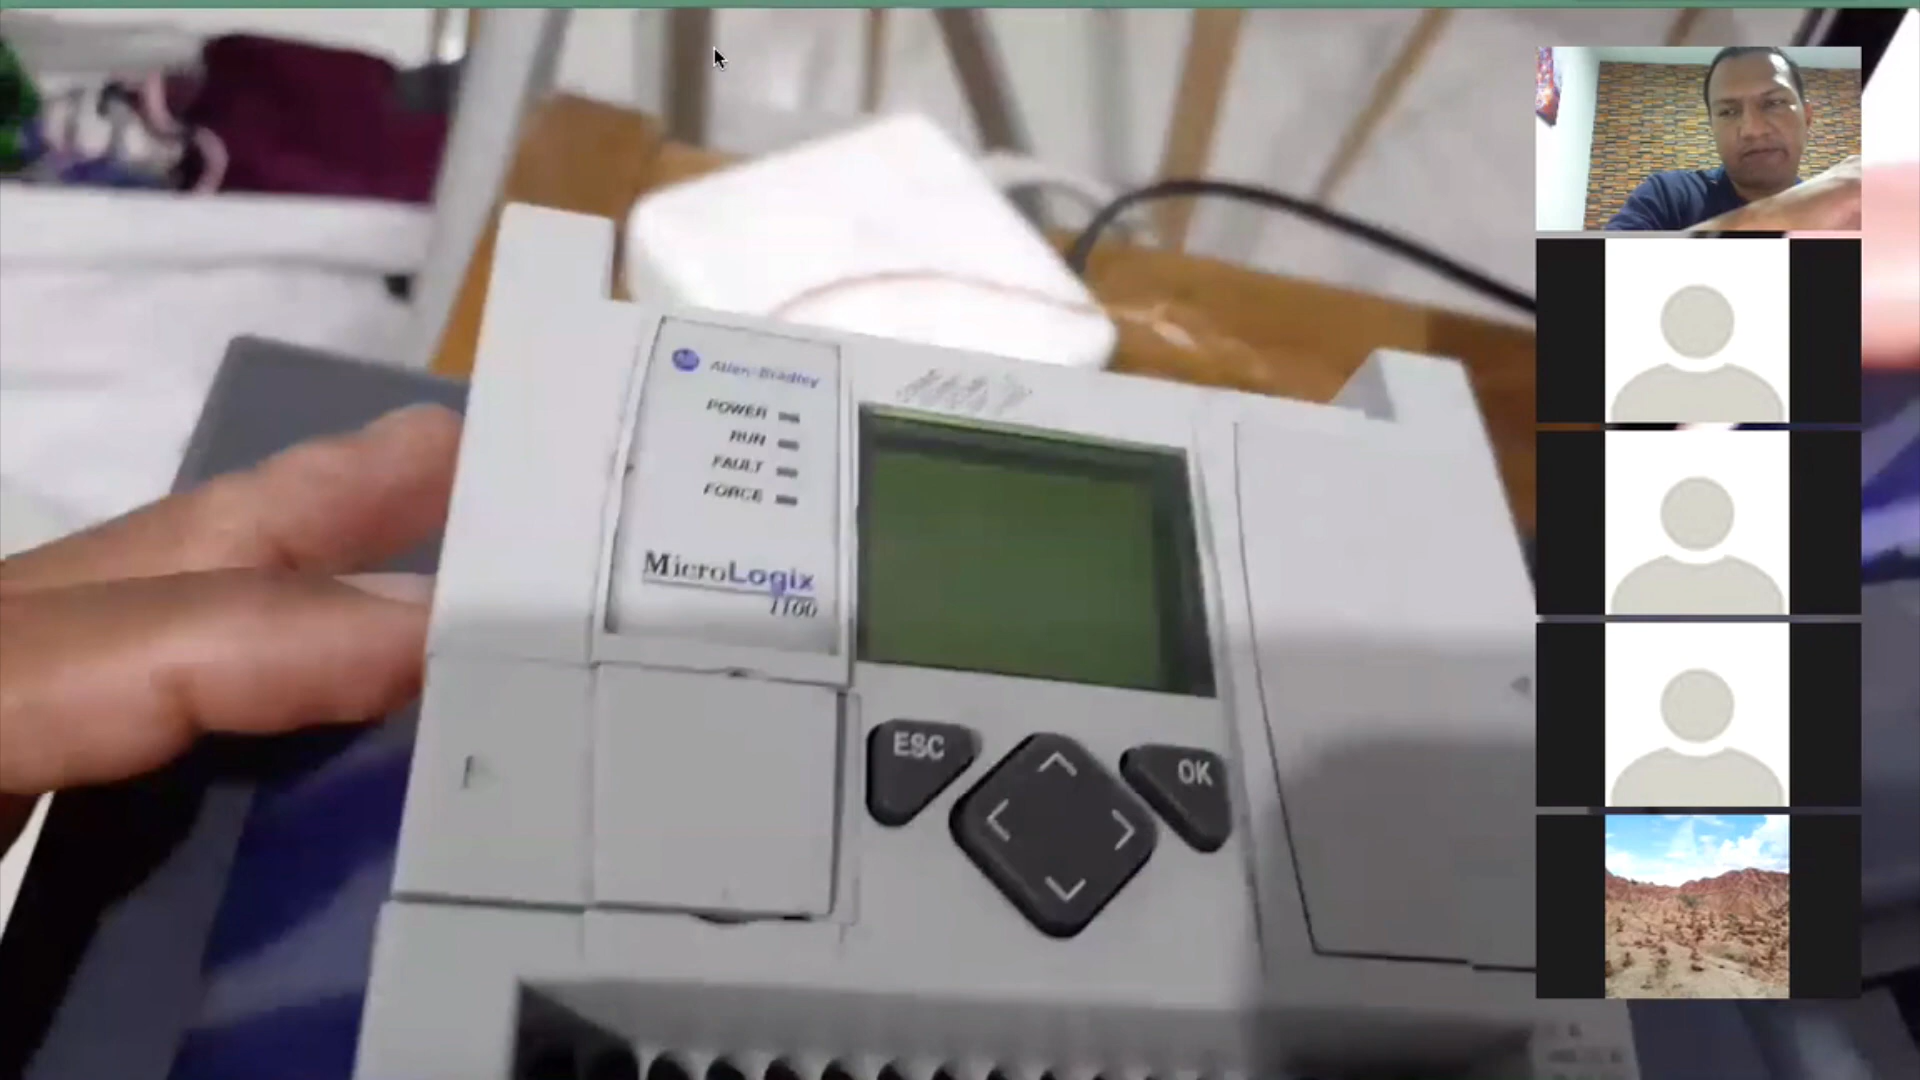 Allen-Bradley
POWER
RUN
FAULT
FORCE
MicroLogix
1100
ESC
OK